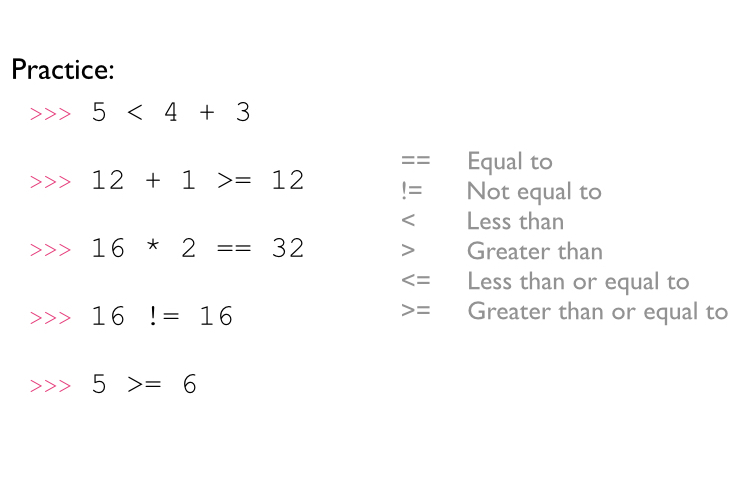 Practice:
>>> 5 < 4 + 3
>>> 12 + 1 >= 12
>>> 16 * 2 == 32
>>> 16 != 16
>>> 5 >= 6
== Equal to
!= Not equal to
< Less than
> Greater than
<= Less than or equal to
>= Greater than or equal to